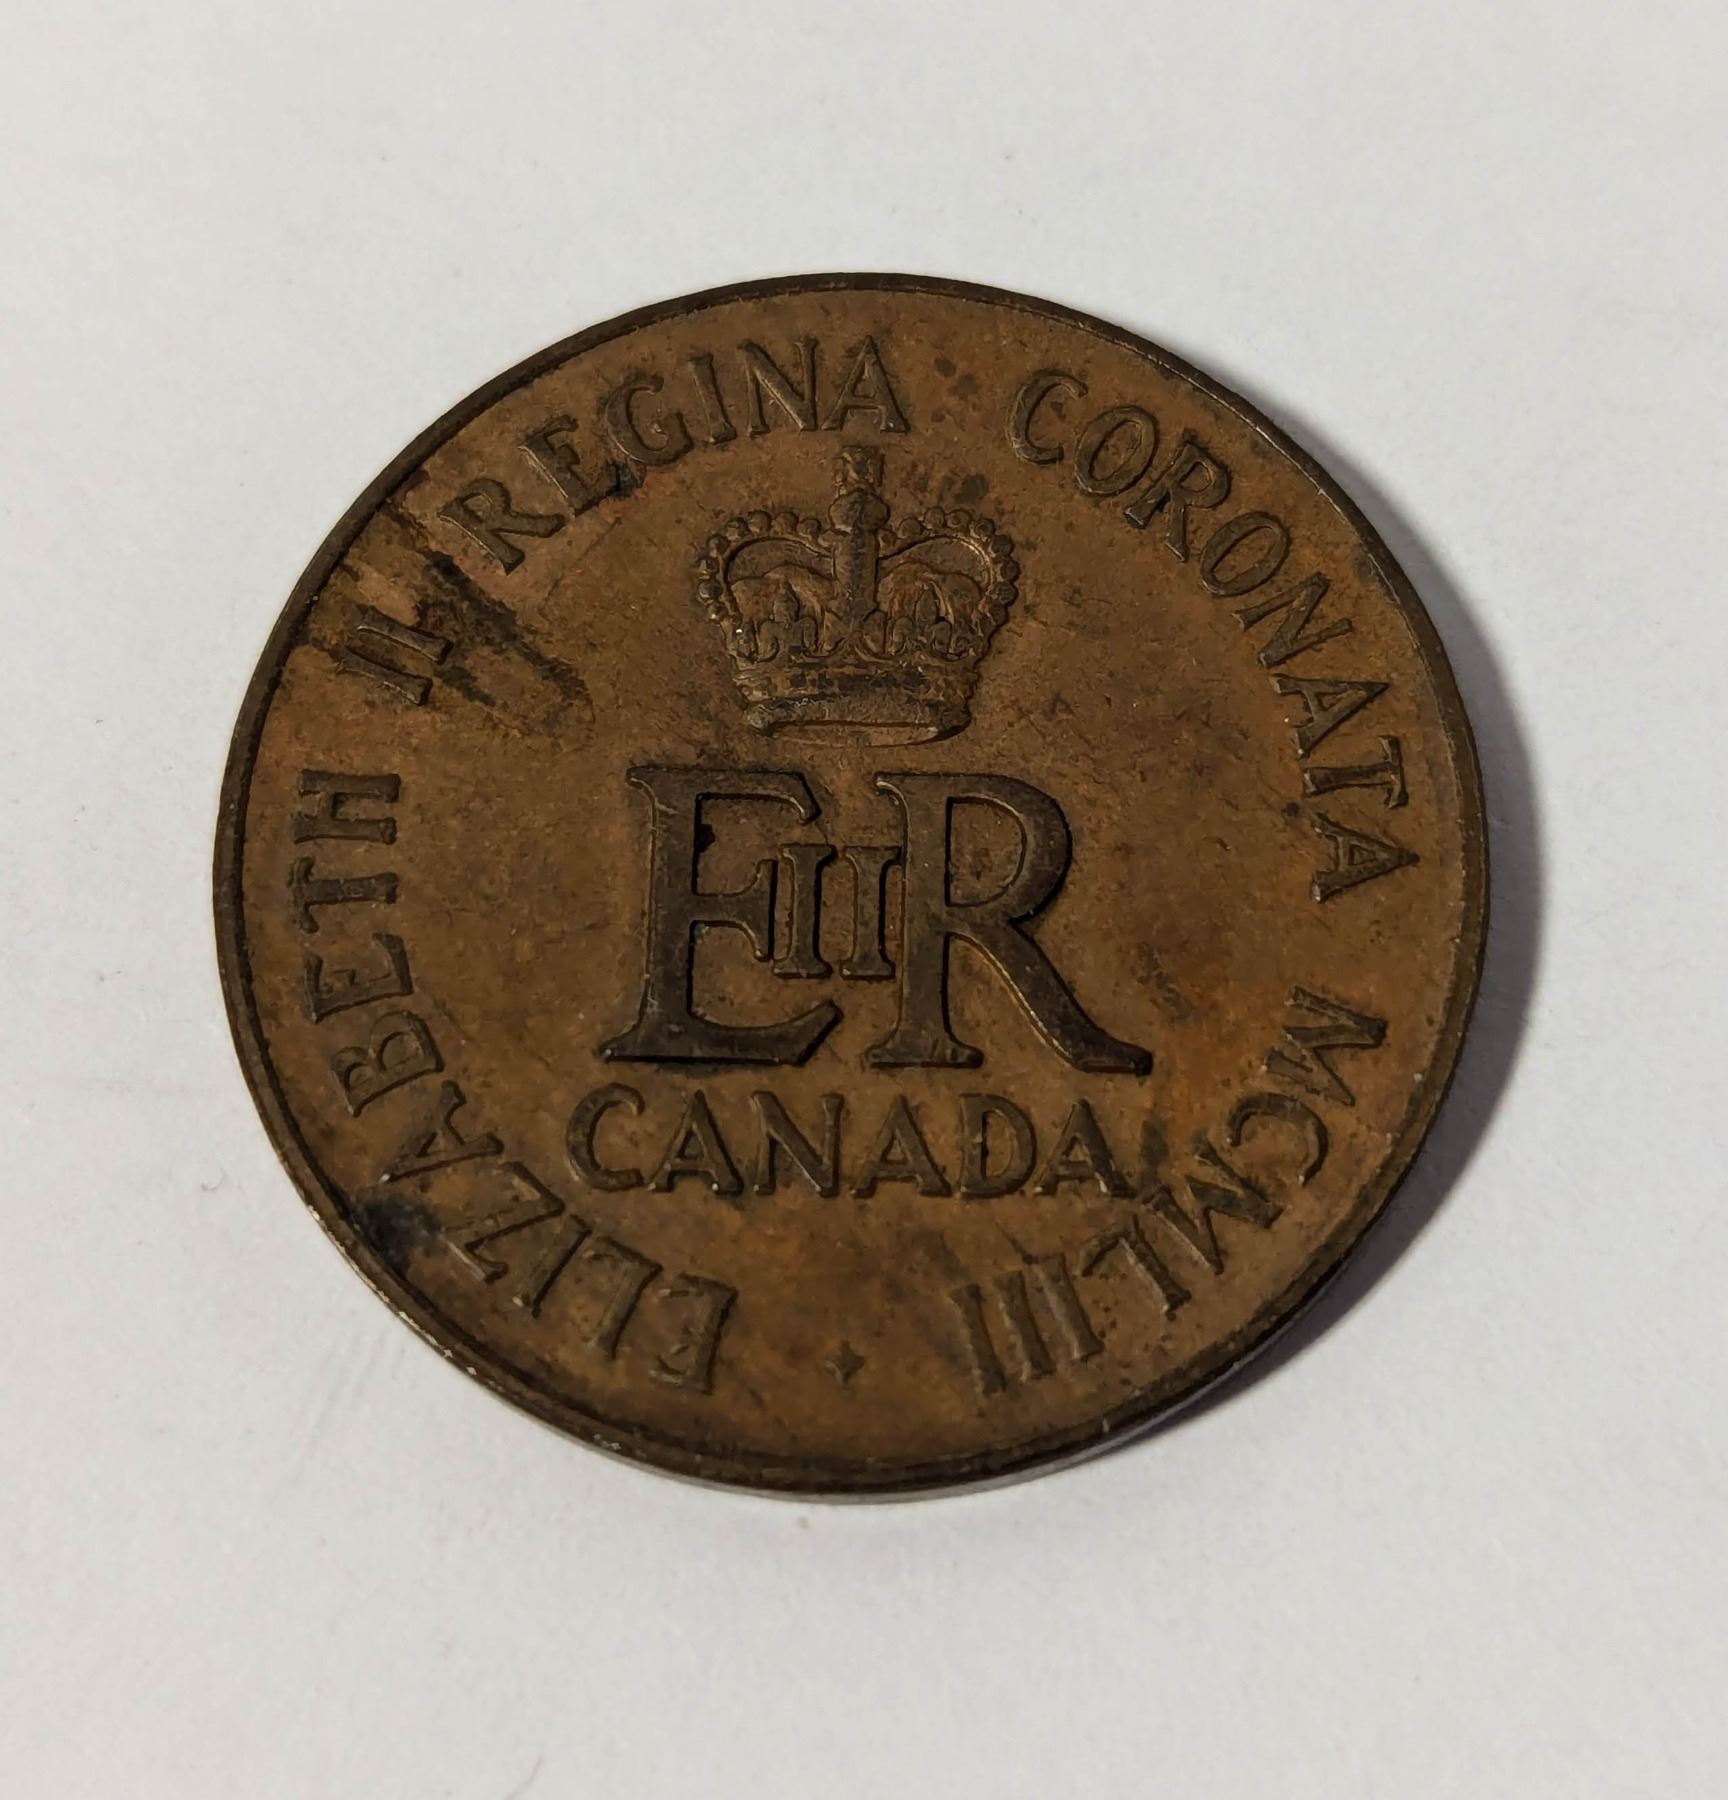 ELIZABETH II REGINA CORONATA MCMLIII
EIIR
CANADA